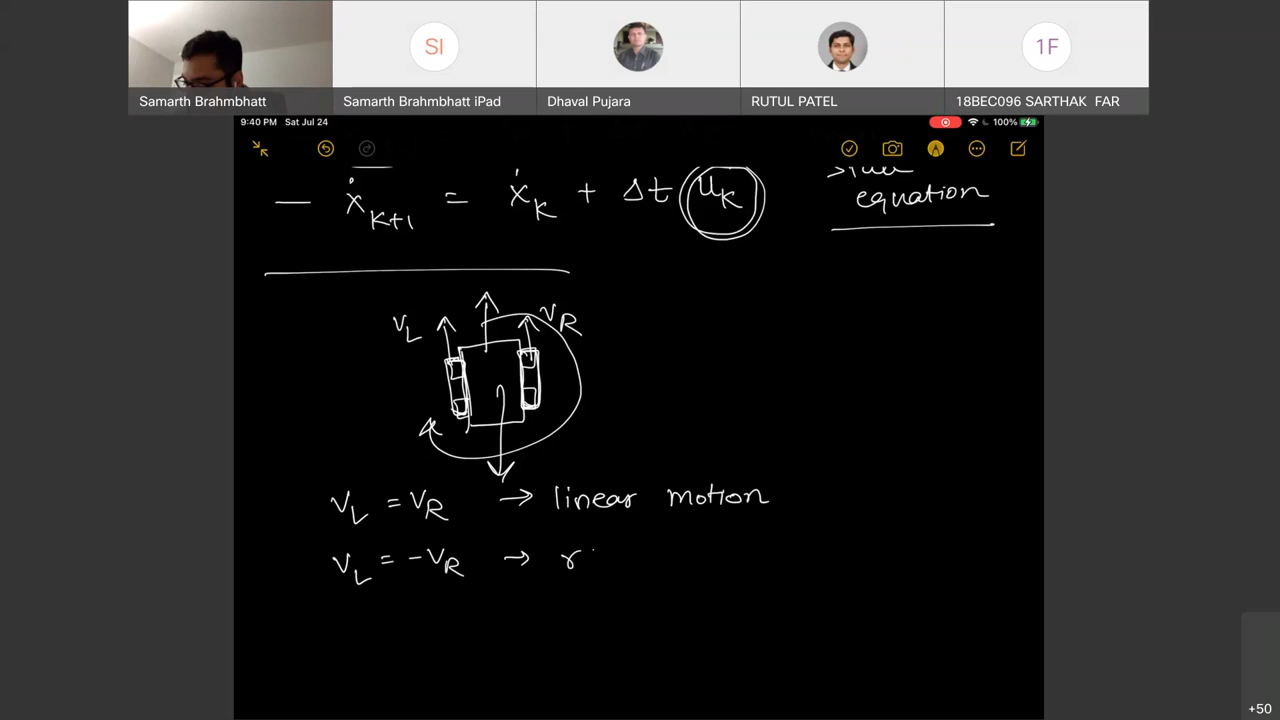 SI
1F
Samarth Brahmbhatt
Samarth Brahmbhatt iPad
Dhaval Pujara
RUTUL PATEL
18BEC096 SARTHAK FAR
9:40 PM Sat Jul 24
100%
— ẋ_{K+1} = ẋ_K + Δt u_K
equation
V_L
V_R
V_L = V_R → linear motion
V_L = -V_R → r
+50